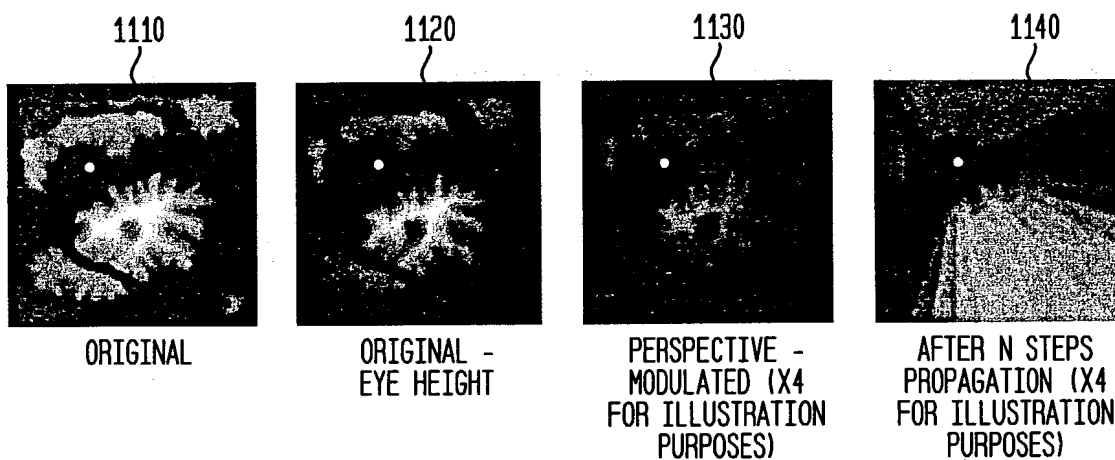 1110
1120
1130
1140
ORIGINAL
ORIGINAL -
EYE HEIGHT
PERSPECTIVE -
MODULATED (X4
FOR ILLUSTRATION
PURPOSES)
AFTER N STEPS
PROPAGATION (X4
FOR ILLUSTRATION
PURPOSES)